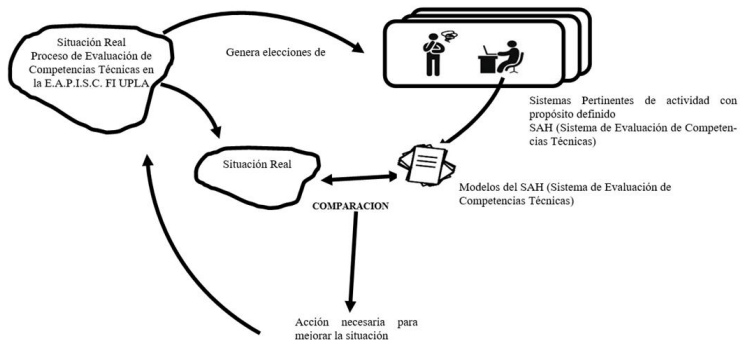 Situación Real
Proceso de Evaluación de
Competencias Técnicas en
la E.A.P.I.S.C. FI UPLA
Genera elecciones de
Sistemas Pertinentes de actividad con
propósito definido
SAH (Sistema de Evaluación de Competen-
cias Técnicas)
Situación Real
COMPARACION
Modelos del SAH (Sistema de Evaluación de
Competencias Técnicas)
Acción necesaria para
mejorar la situación